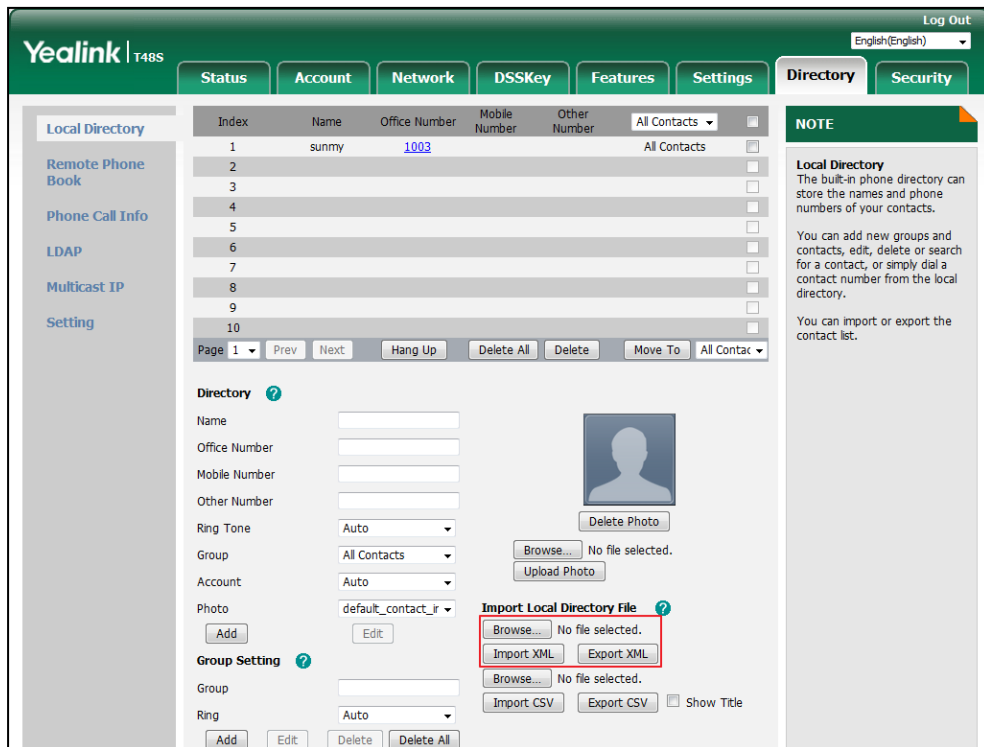 Log Out
Yealink T48S
English(English)
Status Account Network DSSKey Features Settings Directory Security
Local Directory
Remote Phone Book
Phone Call Info
LDAP
Multicast IP
Setting
Index Name Office Number Mobile Number Other Number All Contacts
1 sunmy 1003 All Contacts
2
3
4
5
6
7
8
9
10
Page 1 Prev Next Hang Up Delete All Delete Move To All Contac
Directory ?
Name
Office Number
Mobile Number
Other Number
Ring Tone Auto
Group All Contacts
Account Auto
Photo default_contact_ir
Add Edit
Group Setting ?
Group
Ring Auto
Add Edit Delete Delete All
Delete Photo
Browse... No file selected.
Upload Photo
Import Local Directory File ?
Browse... No file selected.
Import XML Export XML
Browse... No file selected.
Import CSV Export CSV Show Title
NOTE
Local Directory
The built-in phone directory can
store the names and phone
numbers of your contacts.
You can add new groups and
contacts, edit, delete or search
for a contact, or simply dial a
contact number from the local
directory.
You can import or export the
contact list.